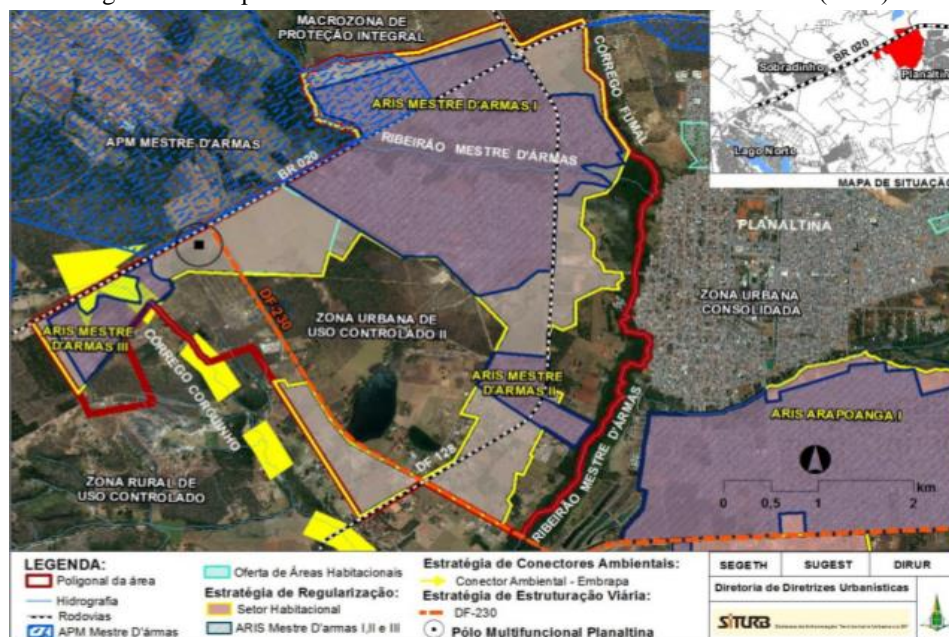 MACROZONA DE
PROTEÇÃO INTEGRAL
BR 020
Sobradinho
Planaltina
Lago Norte
MAPA DE SITUAÇÃO
CÓRREGO FUMAL
ARIS MESTRE D'ARMAS I
RIBEIRÃO MESTRE D'ÁRMAS
APM MESTRE D'ARMAS
BR 020
PLANALTINA
ZONA URBANA
CONSOLIDADA
DF-230
ZONA URBANA DE
USO CONTROLADO II
ARIS MESTRE
D'ARMAS III
CÓRREGO COROINHO
ARIS MESTRE
D'ARMAS II
ARIS ARAPOANGA I
DF 128
RIBEIRÃO MESTRE D'ÁRMAS
ZONA RURAL DE
USO CONTROLADO
km
0 0,5 1 2
LEGENDA:
Poligonal da área
Hidrografia
Rodovias
APM Mestre D'ármas
Oferta de Áreas Habitacionais
Estratégia de Regularização:
Setor Habitacional
ARIS Mestre D'armas I,II e III
Estratégia de Conectores Ambientais:
Conector Ambiental - Embrapa
Estratégia de Estruturação Viária:
DF-230
Pólo Multifuncional Planaltina
SEGETH SUGEST DIRUR
Diretoria de Diretrizes Urbanísticas
SITURB